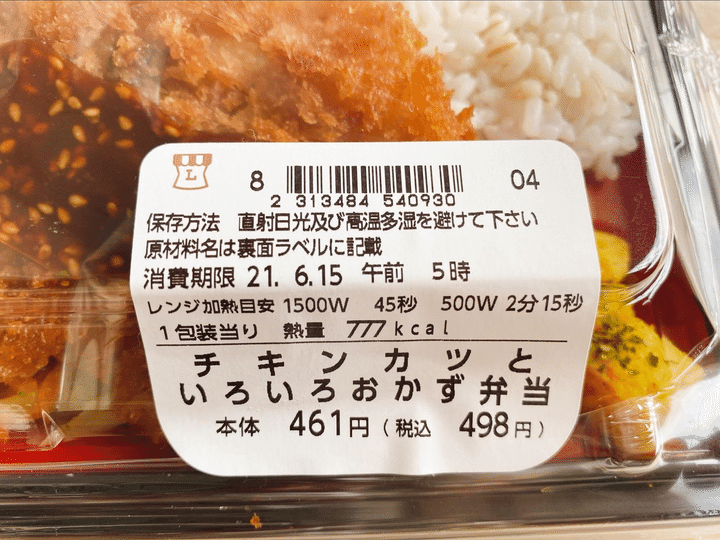 L
8 04
2 313484 540930
保存方法 直射日光及び高温多湿を避けて下さい
原材料名は裏面ラベルに記載
消費期限 21. 6.15 午前 5時
レンジ加熱目安 1500W 45秒 500W 2分15秒
1包装当り 熱量 777kcal
チキンカツと
いろいろおかず弁当
本体 461円(税込 498円)